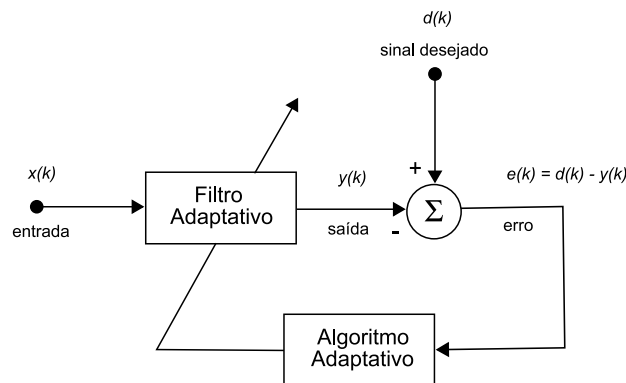 d(k)
sinal desejado
x(k)
entrada
Filtro
Adaptativo
y(k)
saída
+
-
Σ
e(k) = d(k) - y(k)
erro
Algoritmo
Adaptativo